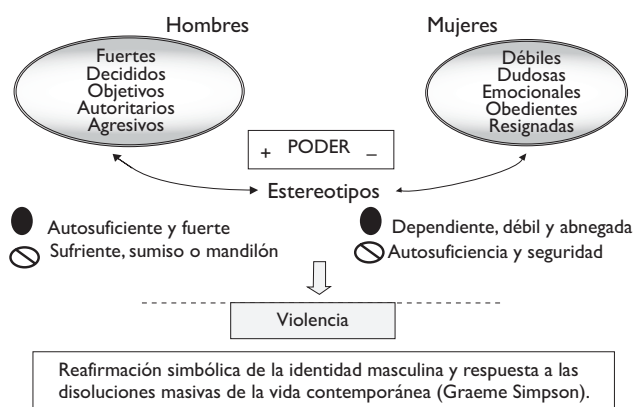 Hombres
Mujeres
Fuertes
Decididos
Objetivos
Autoritarios
Agresivos
Débiles
Dudosas
Emocionales
Obedientes
Resignadas
+ PODER –
Estereotipos
Autosuficiente y fuerte
Sufriente, sumiso o mandilón
Dependiente, débil y abnegada
Autosuficiencia y seguridad
Violencia
Reafirmación simbólica de la identidad masculina y respuesta a las
disoluciones masivas de la vida contemporánea (Graeme Simpson).